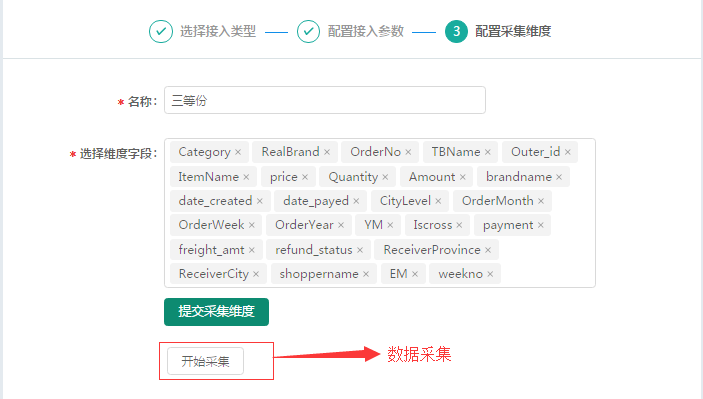 选择接入类型 配置接入参数 3 配置采集维度
* 名称: 三等份
* 选择维度字段: Category × RealBrand × OrderNo × TBName × Outer_id ×
ItemName × price × Quantity × Amount × brandname ×
date_created × date_payed × CityLevel × OrderMonth ×
OrderWeek × OrderYear × YM × Iscross × payment ×
freight_amt × refund_status × ReceiverProvince ×
ReceiverCity × shoppername × EM × weekno ×
提交采集维度
开始采集 数据采集